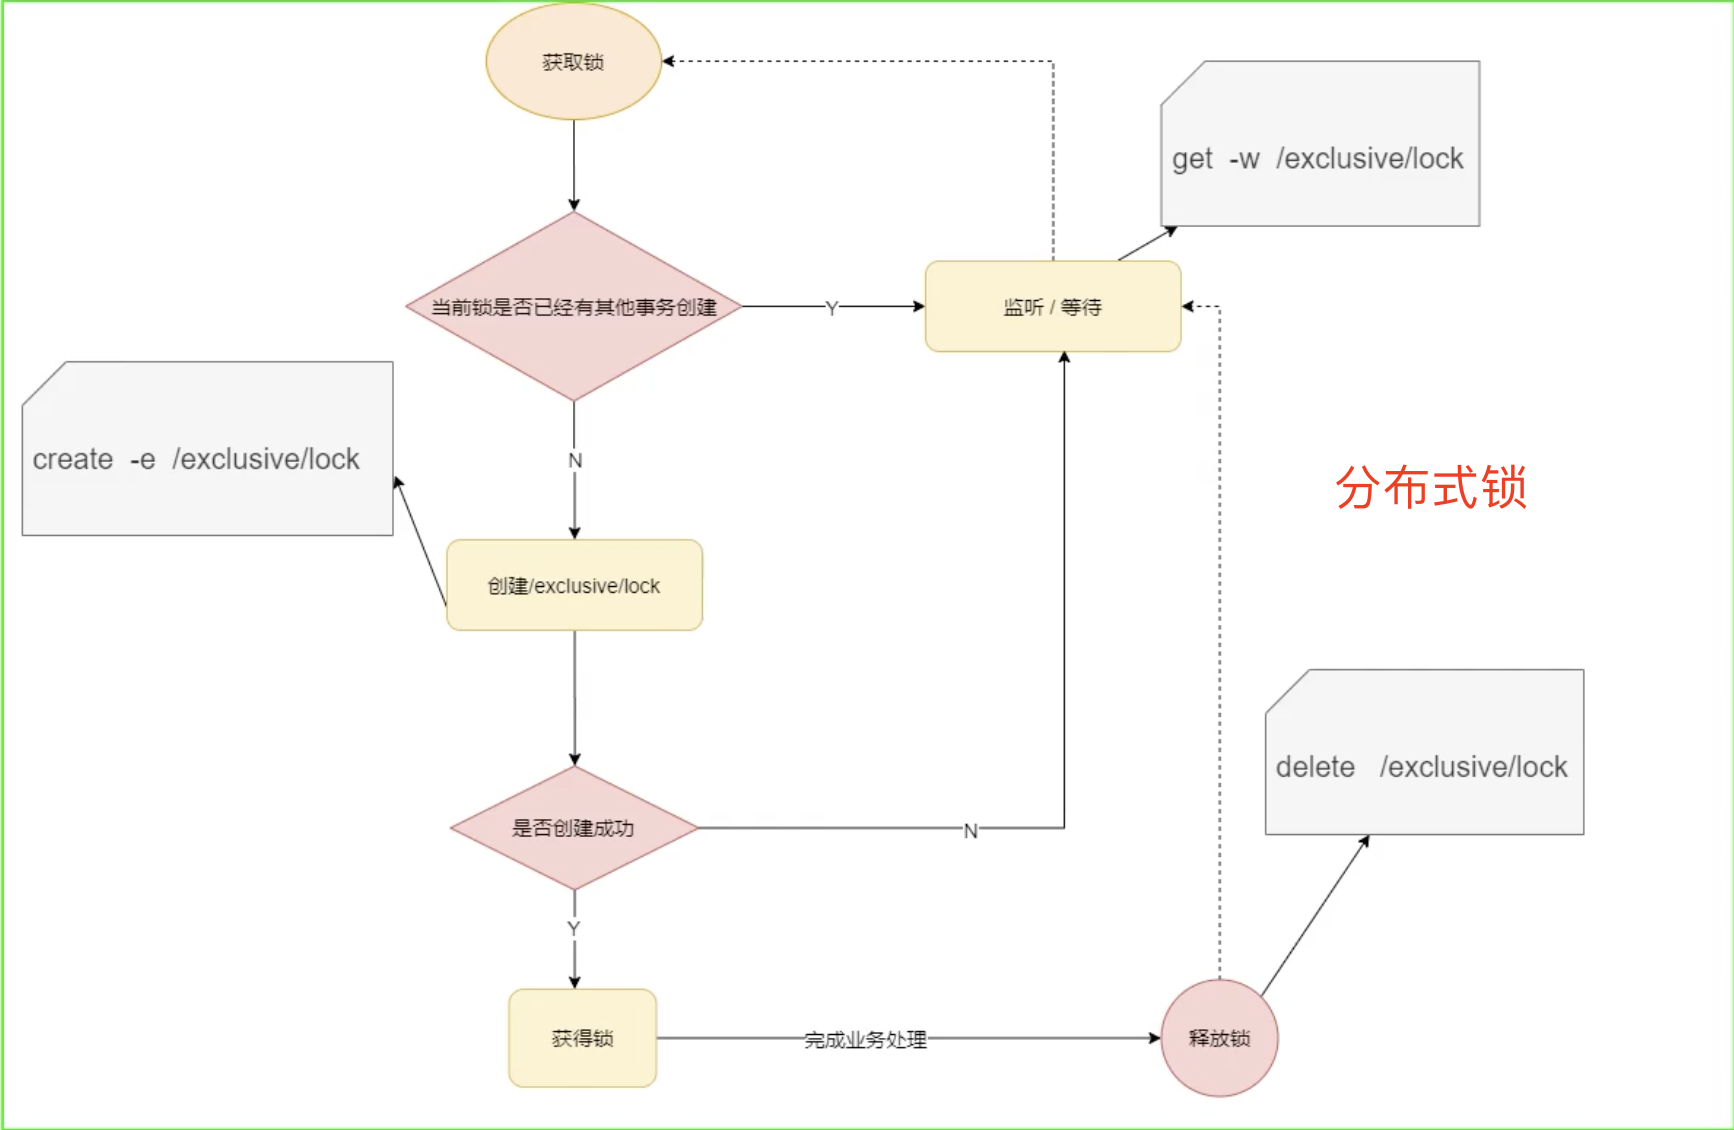 获取锁
get -w /exclusive/lock
当前锁是否已经有其他事务创建
Y
监听 / 等待
create -e /exclusive/lock
N
分布式锁
创建/exclusive/lock
delete /exclusive/lock
是否创建成功
N
Y
获得锁
完成业务处理
释放锁